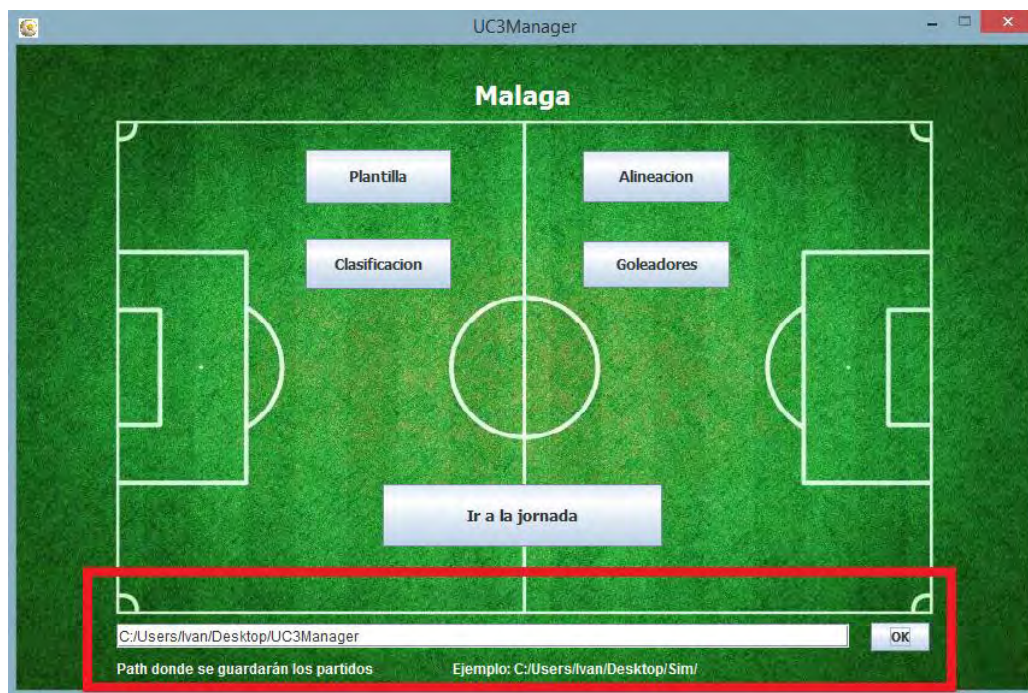 UC3Manager
Malaga
Plantilla Alineacion
Clasificacion Goleadores
Ir a la jornada
C:/Users/Ivan/Desktop/UC3Manager OK
Path donde se guardarán los partidos Ejemplo: C:/Users/Ivan/Desktop/Sim/